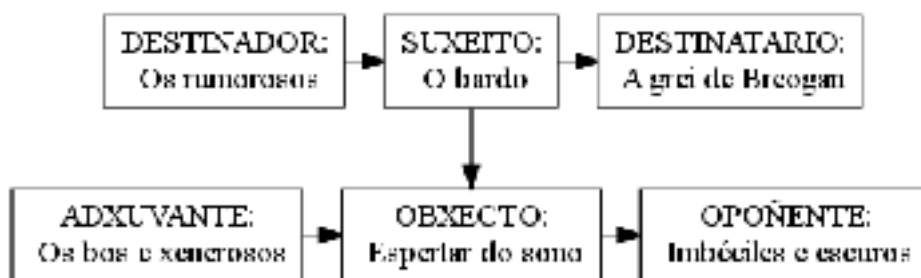 DESTINADOR:
Os rumorosos
SUXEITO:
O bardo
DESTINATARIO:
A grei de Breogan
ADXUVANTE:
Os bos e xenerosos
OBXECTO:
Espertar do sono
OPOÑENTE:
Imbéciles e escuros